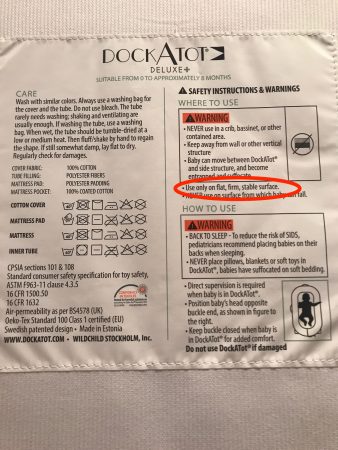 DOCKATOT®
DELUXE+
SUITABLE FROM 0 TO APPROXIMATELY 8 MONTHS
CARE
Wash with similar colors. Always use a washing bag
for the cover and the tube. Do not use bleach. The tube
rarely needs washing; shaking and ventilating are
usually enough. If washing the tube, use a washing
bag. When wet, the tube should be tumble-dried at a
low or medium heat. Then fluff/shake by hand to regain
the shape. If still somewhat damp, lay flat to dry.
Regularly check for damages.
COVER FABRIC: 100% COTTON
TUBE FILLING: POLYESTER FIBERS
MATTRESS PAD: POLYESTER PADDING
MATTRESS POCKET: 100% COATED COTTON
COTTON COVER
MATTRESS PAD
MATTRESS
INNER TUBE
CPSIA sections 101 & 108
Standard consumer safety specification for toy safety,
ASTM F963-11 clause 4.3.5
16 CFR 1500.50
16 CFR 1632
Air-permeability as per BS4578 (UK)
Oeko-Tex Standard 100 Class 1 certified (EU)
Swedish patented design – Made in Estonia
WWW.DOCKATOT.COM – WILDCHILD STOCKHOLM, Inc.
SAFETY INSTRUCTIONS & WARNINGS
WHERE TO USE
WARNING
• NEVER use in a crib, bassinet, or other
contained area.
• Keep away from wall or other vertical
structure
• Baby can move between DockATot®
and side structure, and become
entrapped and suffocate
• Use only on flat, firm, stable surface.
• NEVER use on surface from which baby can fall.
HOW TO USE
WARNING
• BACK TO SLEEP - To reduce the risk of SIDS,
pediatricians recommend placing babies on their
backs when sleeping.
• NEVER place pillows, blankets or soft toys in
DockATot®, babies have suffocated on soft bedding.
• Direct supervision is required
when baby is in DockATot®.
• Position baby's head opposite
buckle end, as shown in figure to
the right.
• Keep buckle closed when baby is
in DockATot® for added comfort.
Do not use DockATot® if damaged